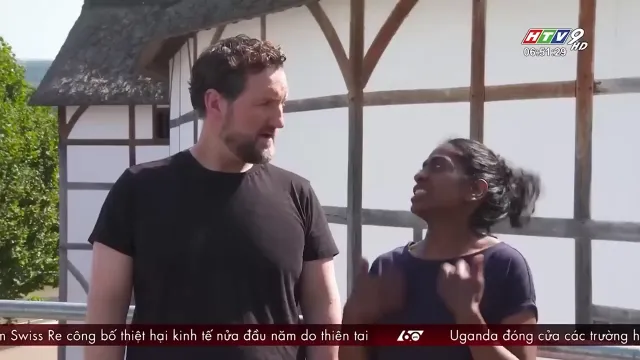 HTV9 HD
06:51:29
n Swiss Re công bố thiệt hại kinh tế nửa đầu năm do thiên tai 60 Uganda đóng cửa các trường h